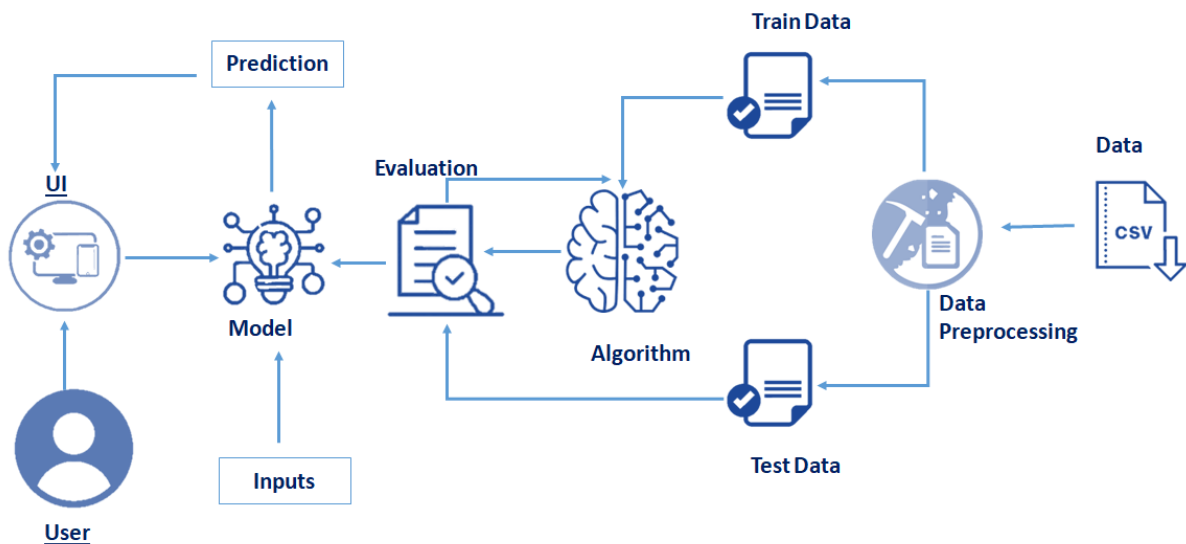 Train Data
Prediction
Data
Evaluation
UI
CSV
Model
Data
Preprocessing
Algorithm
Test Data
Inputs
User